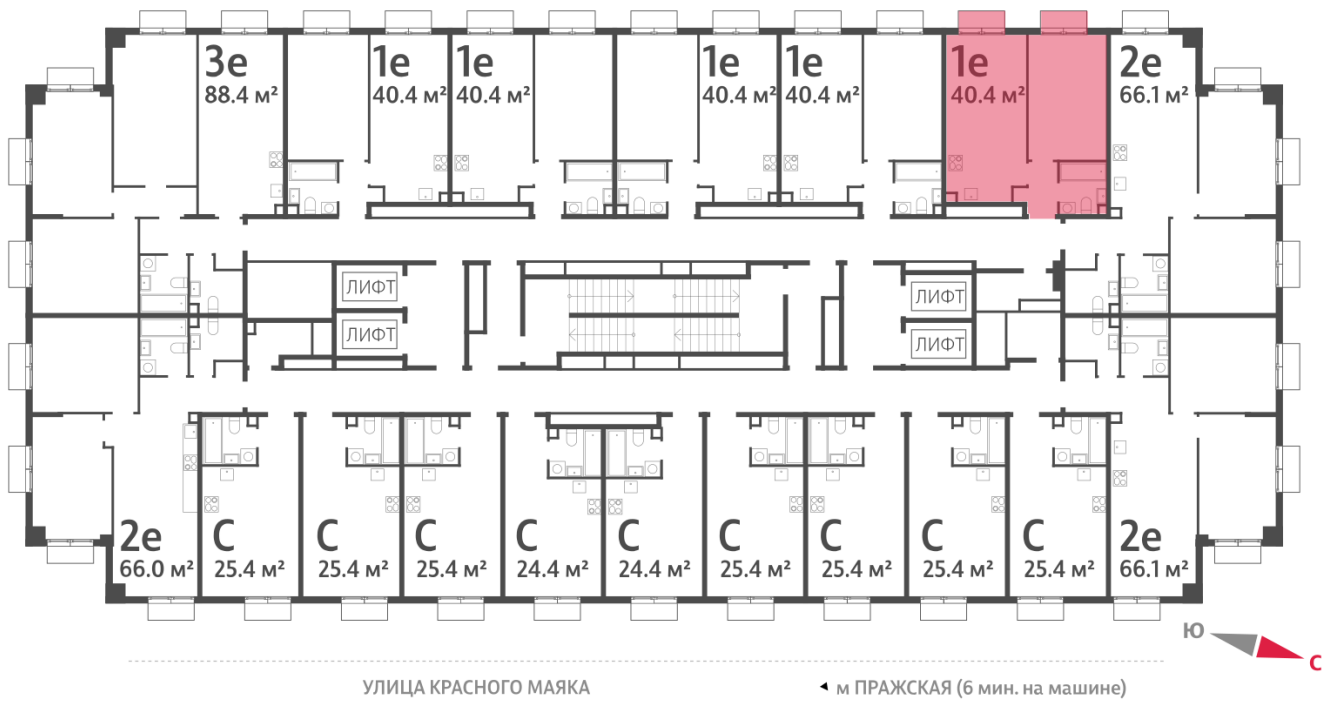 3е
88.4 м²
1е
40.4 м²
1е
40.4 м²
1е
40.4 м²
1е
40.4 м²
1е
40.4 м²
2е
66.1 м²
ЛИФТ
ЛИФТ
ЛИФТ
ЛИФТ
2е
66.0 м²
С
25.4 м²
С
25.4 м²
С
25.4 м²
С
24.4 м²
С
24.4 м²
С
25.4 м²
С
25.4 м²
С
25.4 м²
С
25.4 м²
2е
66.1 м²
Ю
С
УЛИЦА КРАСНОГО МАЯКА
м ПРАЖСКАЯ (6 мин. на машине)